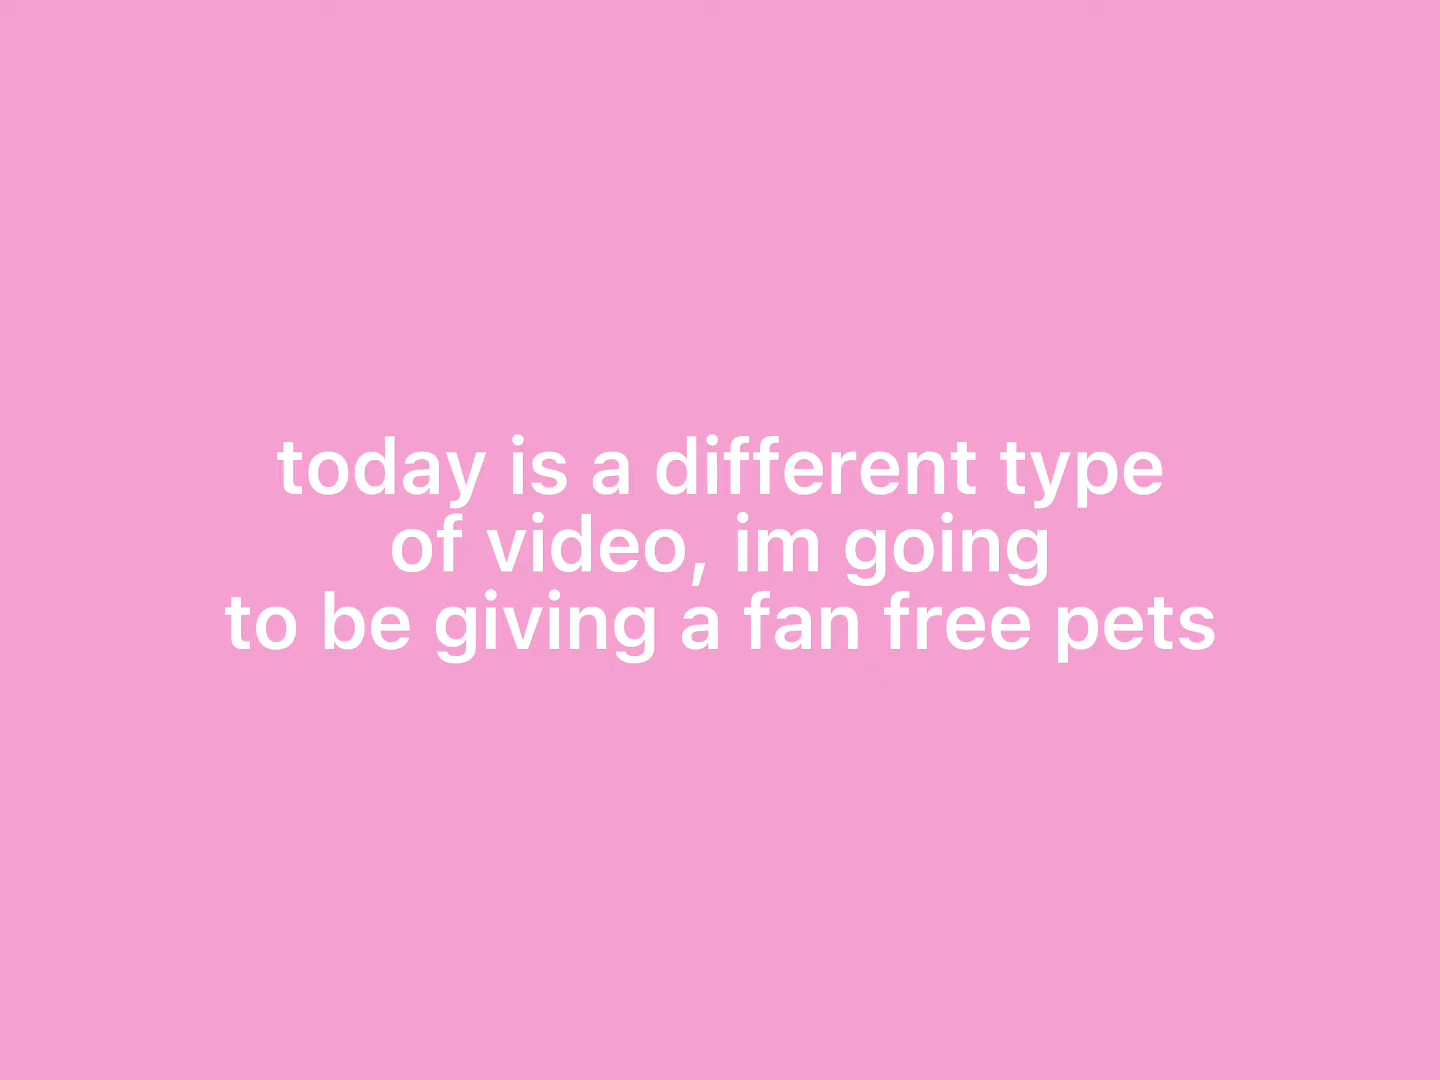 today is a different type
of video, im going
to be giving a fan free pets